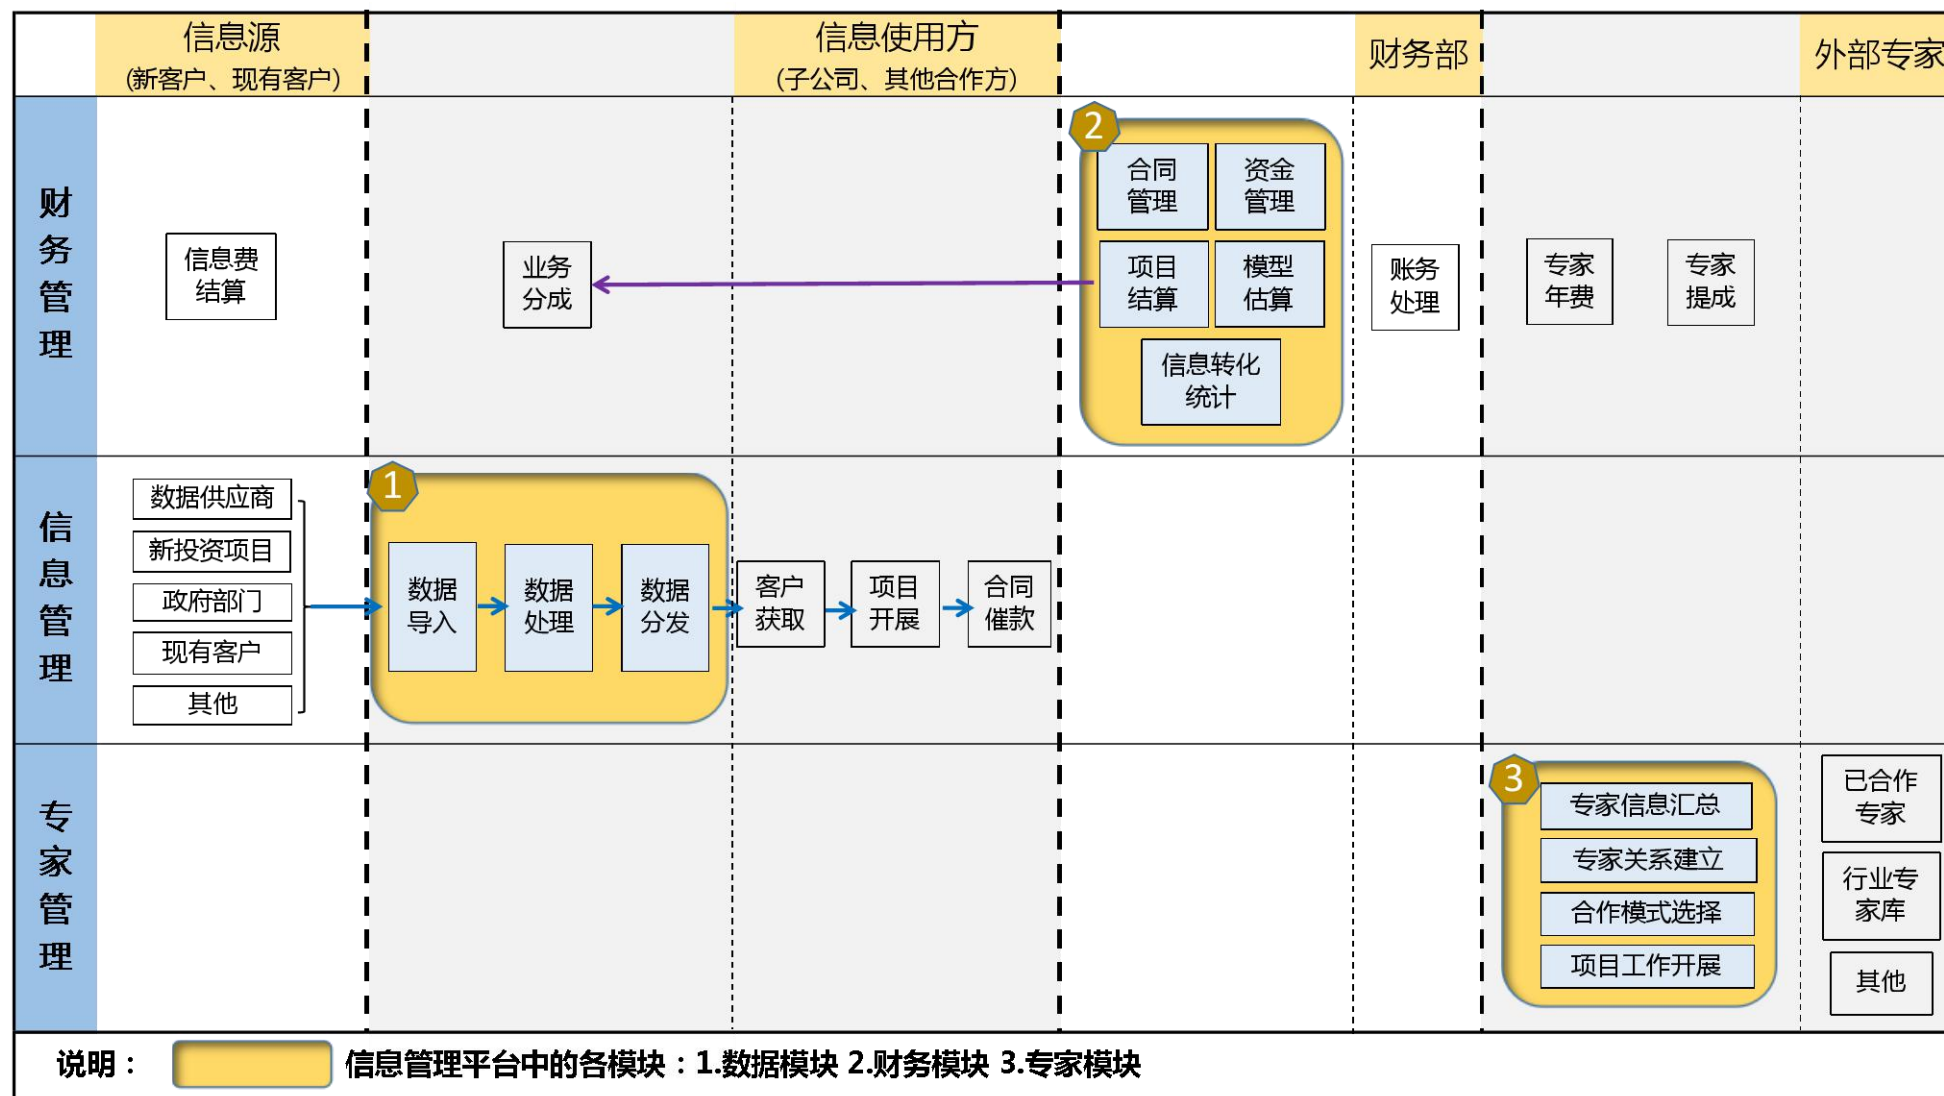 信息源
(新客户、现有客户)
信息使用方
(子公司、其他合作方)
财务部
外部专家
财
务
管
理
信息费
结算
业务
分成
2
合同
管理
资金
管理
项目
结算
模型
估算
信息转化
统计
账务
处理
专家
年费
专家
提成
信
息
管
理
数据供应商
新投资项目
政府部门
现有客户
其他
1
数据
导入
数据
处理
数据
分发
客户
获取
项目
开展
合同
催款
专
家
管
理
3
专家信息汇总
专家关系建立
合作模式选择
项目工作开展
已合作
专家
行业专
家库
其他
说明：
信息管理平台中的各模块：1.数据模块 2.财务模块 3.专家模块